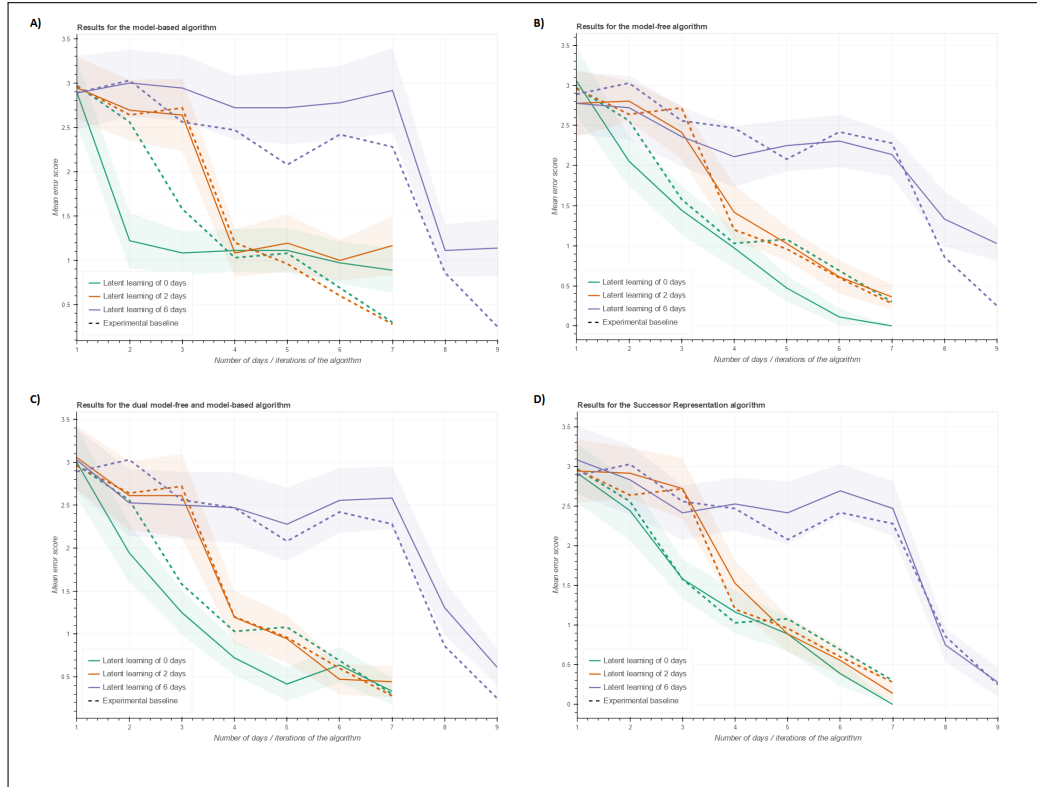 A)
Results for the model-based algorithm
3.5
3
2.5
2
1.5
1
0.5
Mean error score
Latent learning of 0 days
Latent learning of 2 days
Latent learning of 6 days
Experimental baseline
1 2 3 4 5 6 7 8 9
Number of days / iterations of the algorithm
B)
Results for the model-free algorithm
3.5
3
2.5
2
1.5
1
0.5
0
Mean error score
Latent learning of 0 days
Latent learning of 2 days
Latent learning of 6 days
Experimental baseline
1 2 3 4 5 6 7 8 9
Number of days / iterations of the algorithm
C)
Results for the dual model-free and model-based algorithm
3.5
3
2.5
2
1.5
1
0.5
Mean error score
Latent learning of 0 days
Latent learning of 2 days
Latent learning of 6 days
Experimental baseline
1 2 3 4 5 6 7 8 9
Number of days / iterations of the algorithm
D)
Results for the Successor Representation algorithm
3.5
3
2.5
2
1.5
1
0.5
0
Mean error score
Latent learning of 0 days
Latent learning of 2 days
Latent learning of 6 days
Experimental baseline
1 2 3 4 5 6 7 8 9
Number of days / iterations of the algorithm